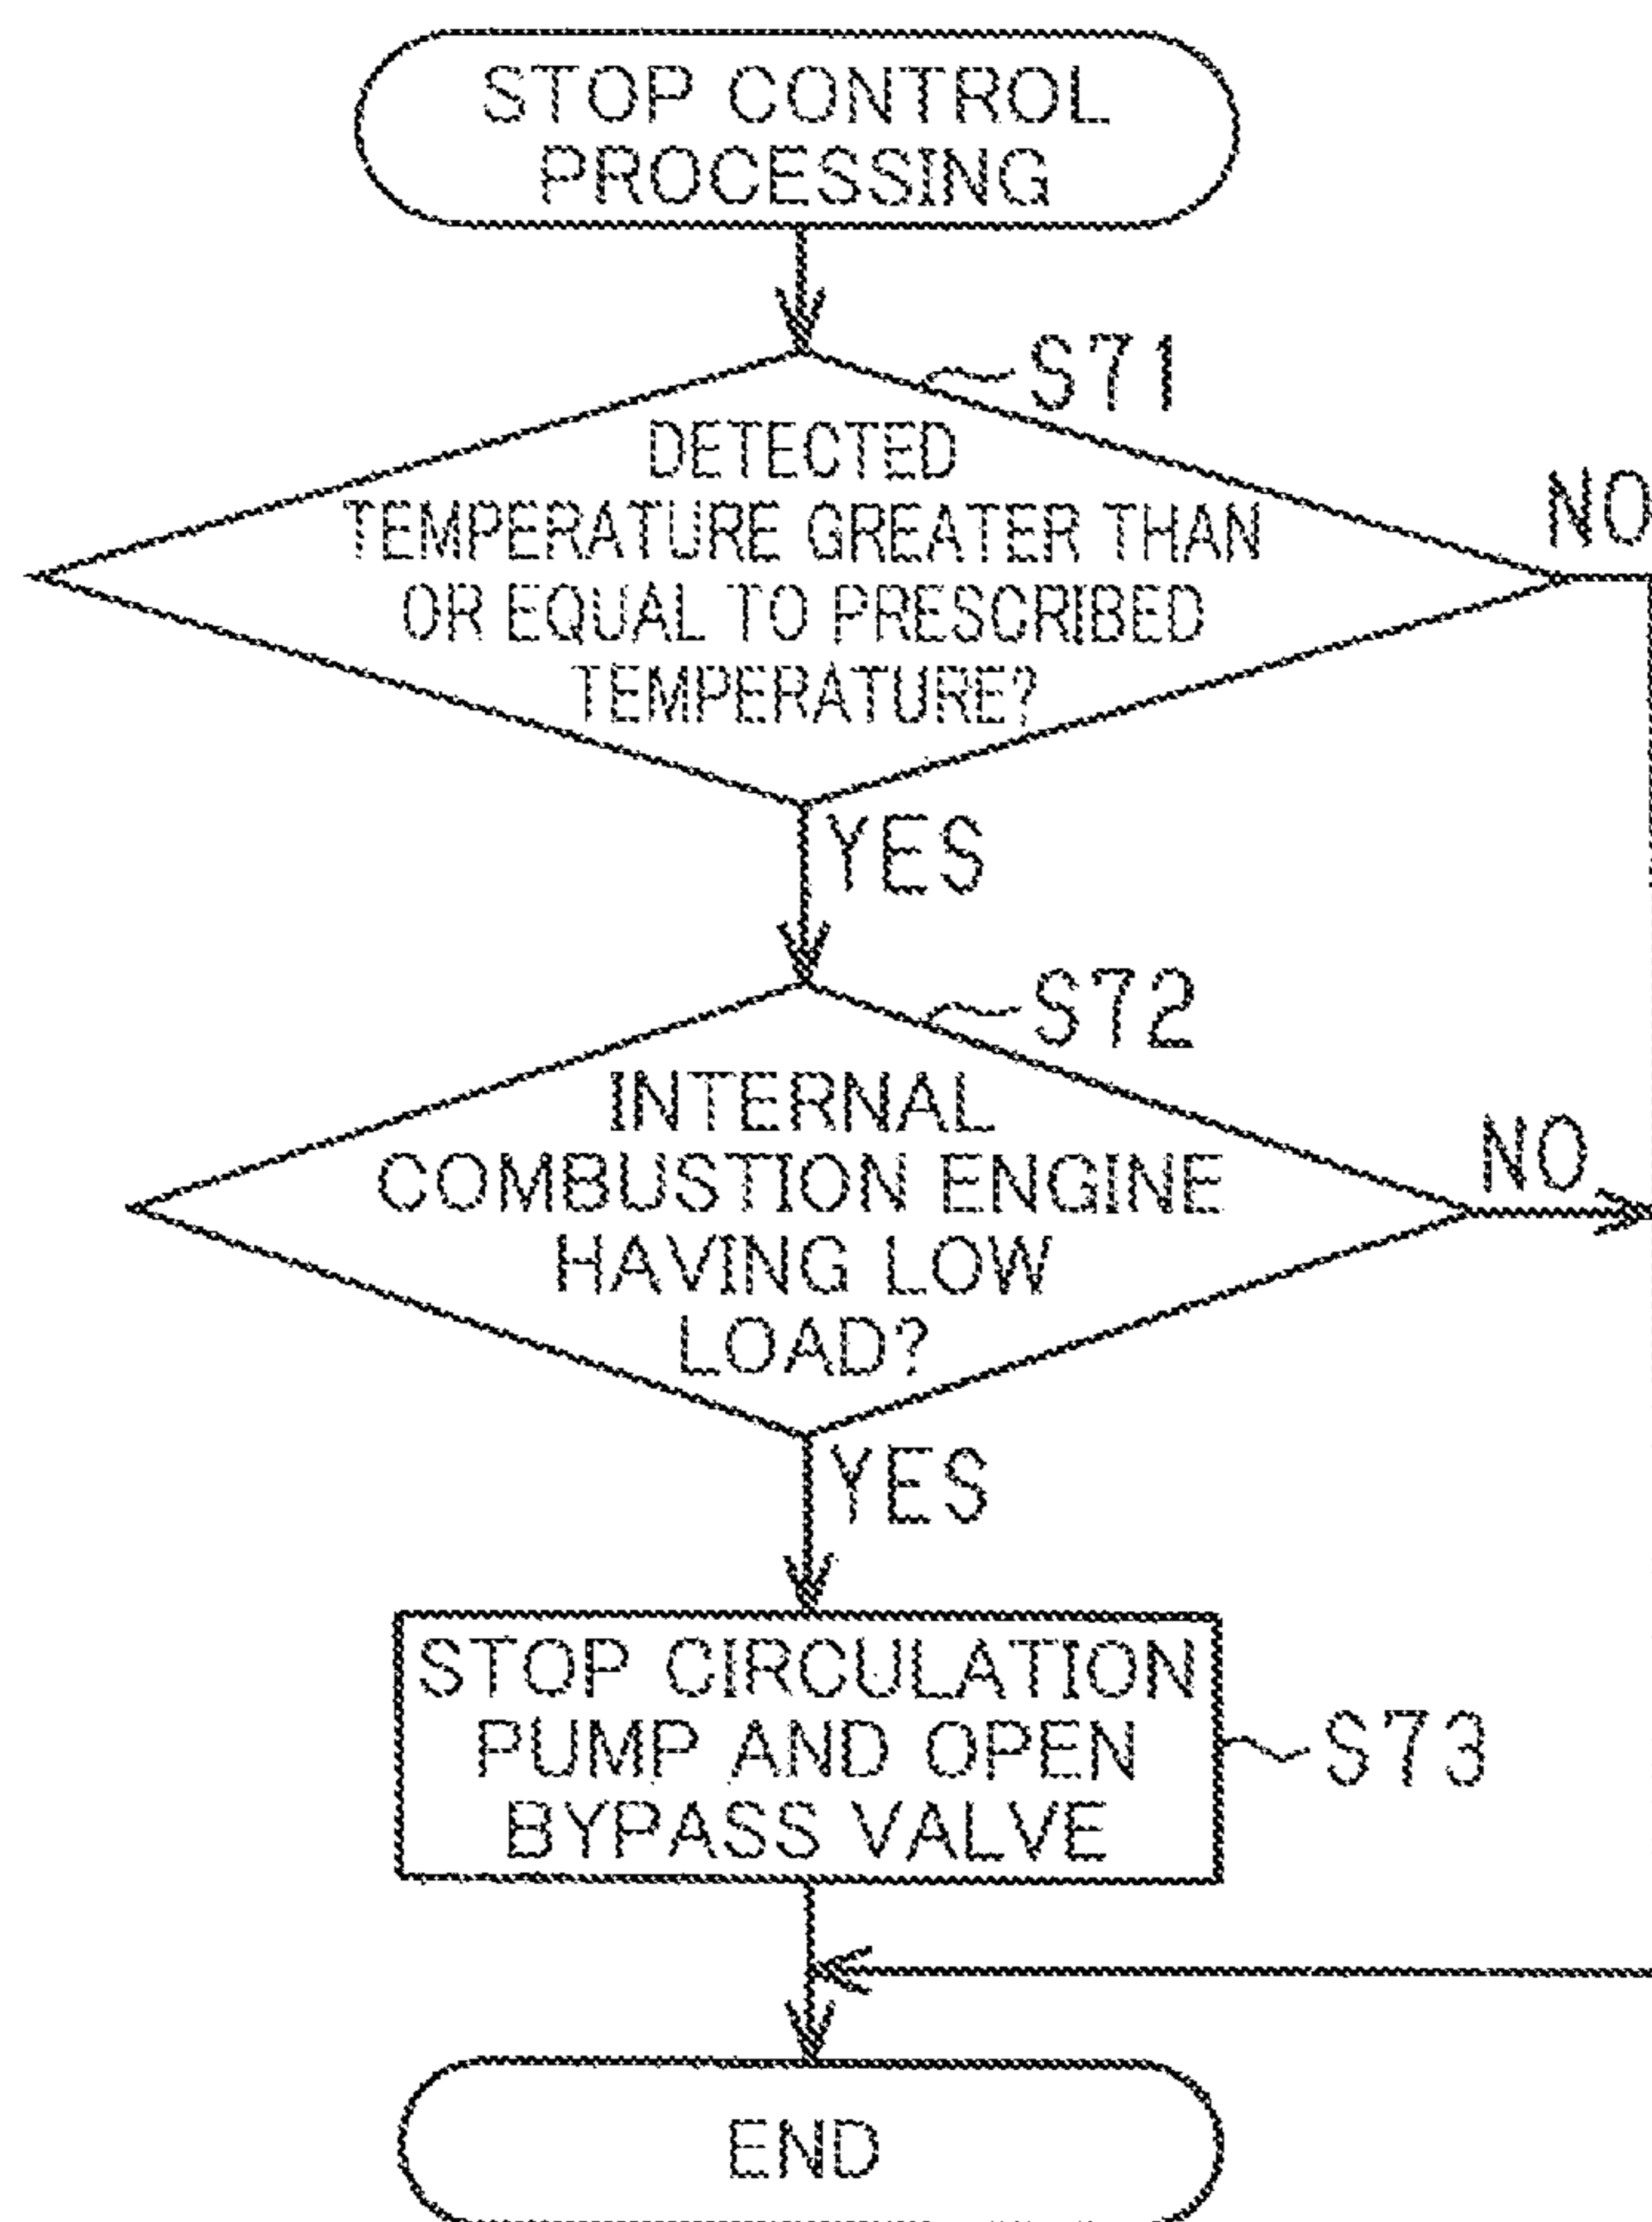 STOP CONTROL
PROCESSING
S71
DETECTED
TEMPERATURE GREATER THAN
OR EQUAL TO PRESCRIBED
TEMPERATURE?
NO
YES
S72
INTERNAL
COMBUSTION ENGINE
HAVING LOW
LOAD?
NO
YES
STOP CIRCULATION
PUMP AND OPEN
BYPASS VALVE
S73
END